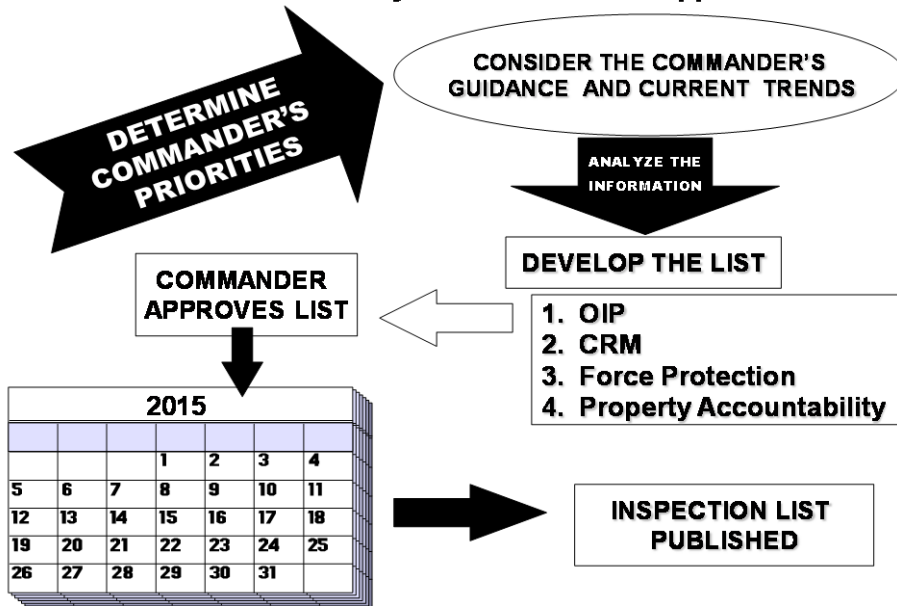 DETERMINE
COMMANDER'S
PRIORITIES
CONSIDER THE COMMANDER'S
GUIDANCE AND CURRENT TRENDS
ANALYZE THE
INFORMATION
DEVELOP THE LIST
1. OIP
2. CRM
3. Force Protection
4. Property Accountability
COMMANDER
APPROVES LIST
2015
1 2 3 4
5 6 7 8 9 10 11
12 13 14 15 16 17 18
19 20 21 22 23 24 25
26 27 28 29 30 31
INSPECTION LIST
PUBLISHED